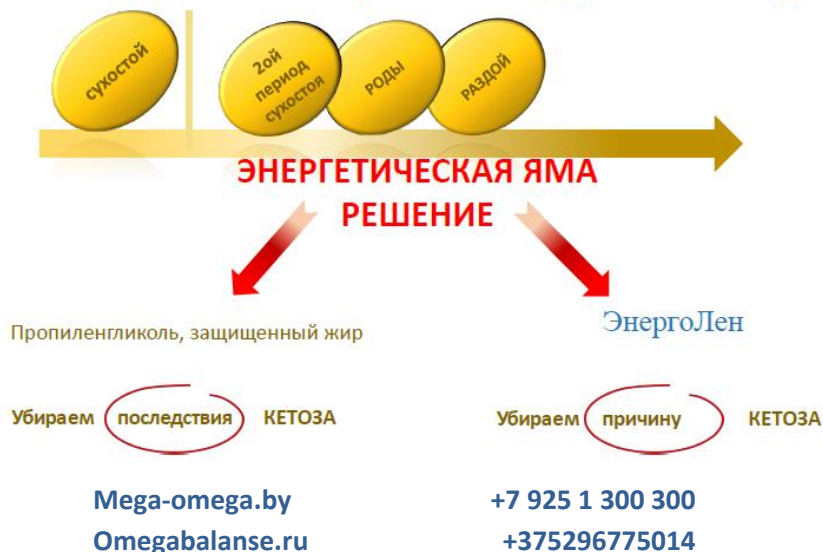 сухостой
2ой
период
сухостоя
РОДЫ
РАЗДОЙ
ЭНЕРГЕТИЧЕСКАЯ ЯМА
РЕШЕНИЕ
Пропиленгликоль, защищенный жир
ЭнергоЛен
Убираем последствия КЕТОЗА
Убираем причину КЕТОЗА
Mega-omega.by +7 925 1 300 300
Omegabalanse.ru +375296775014